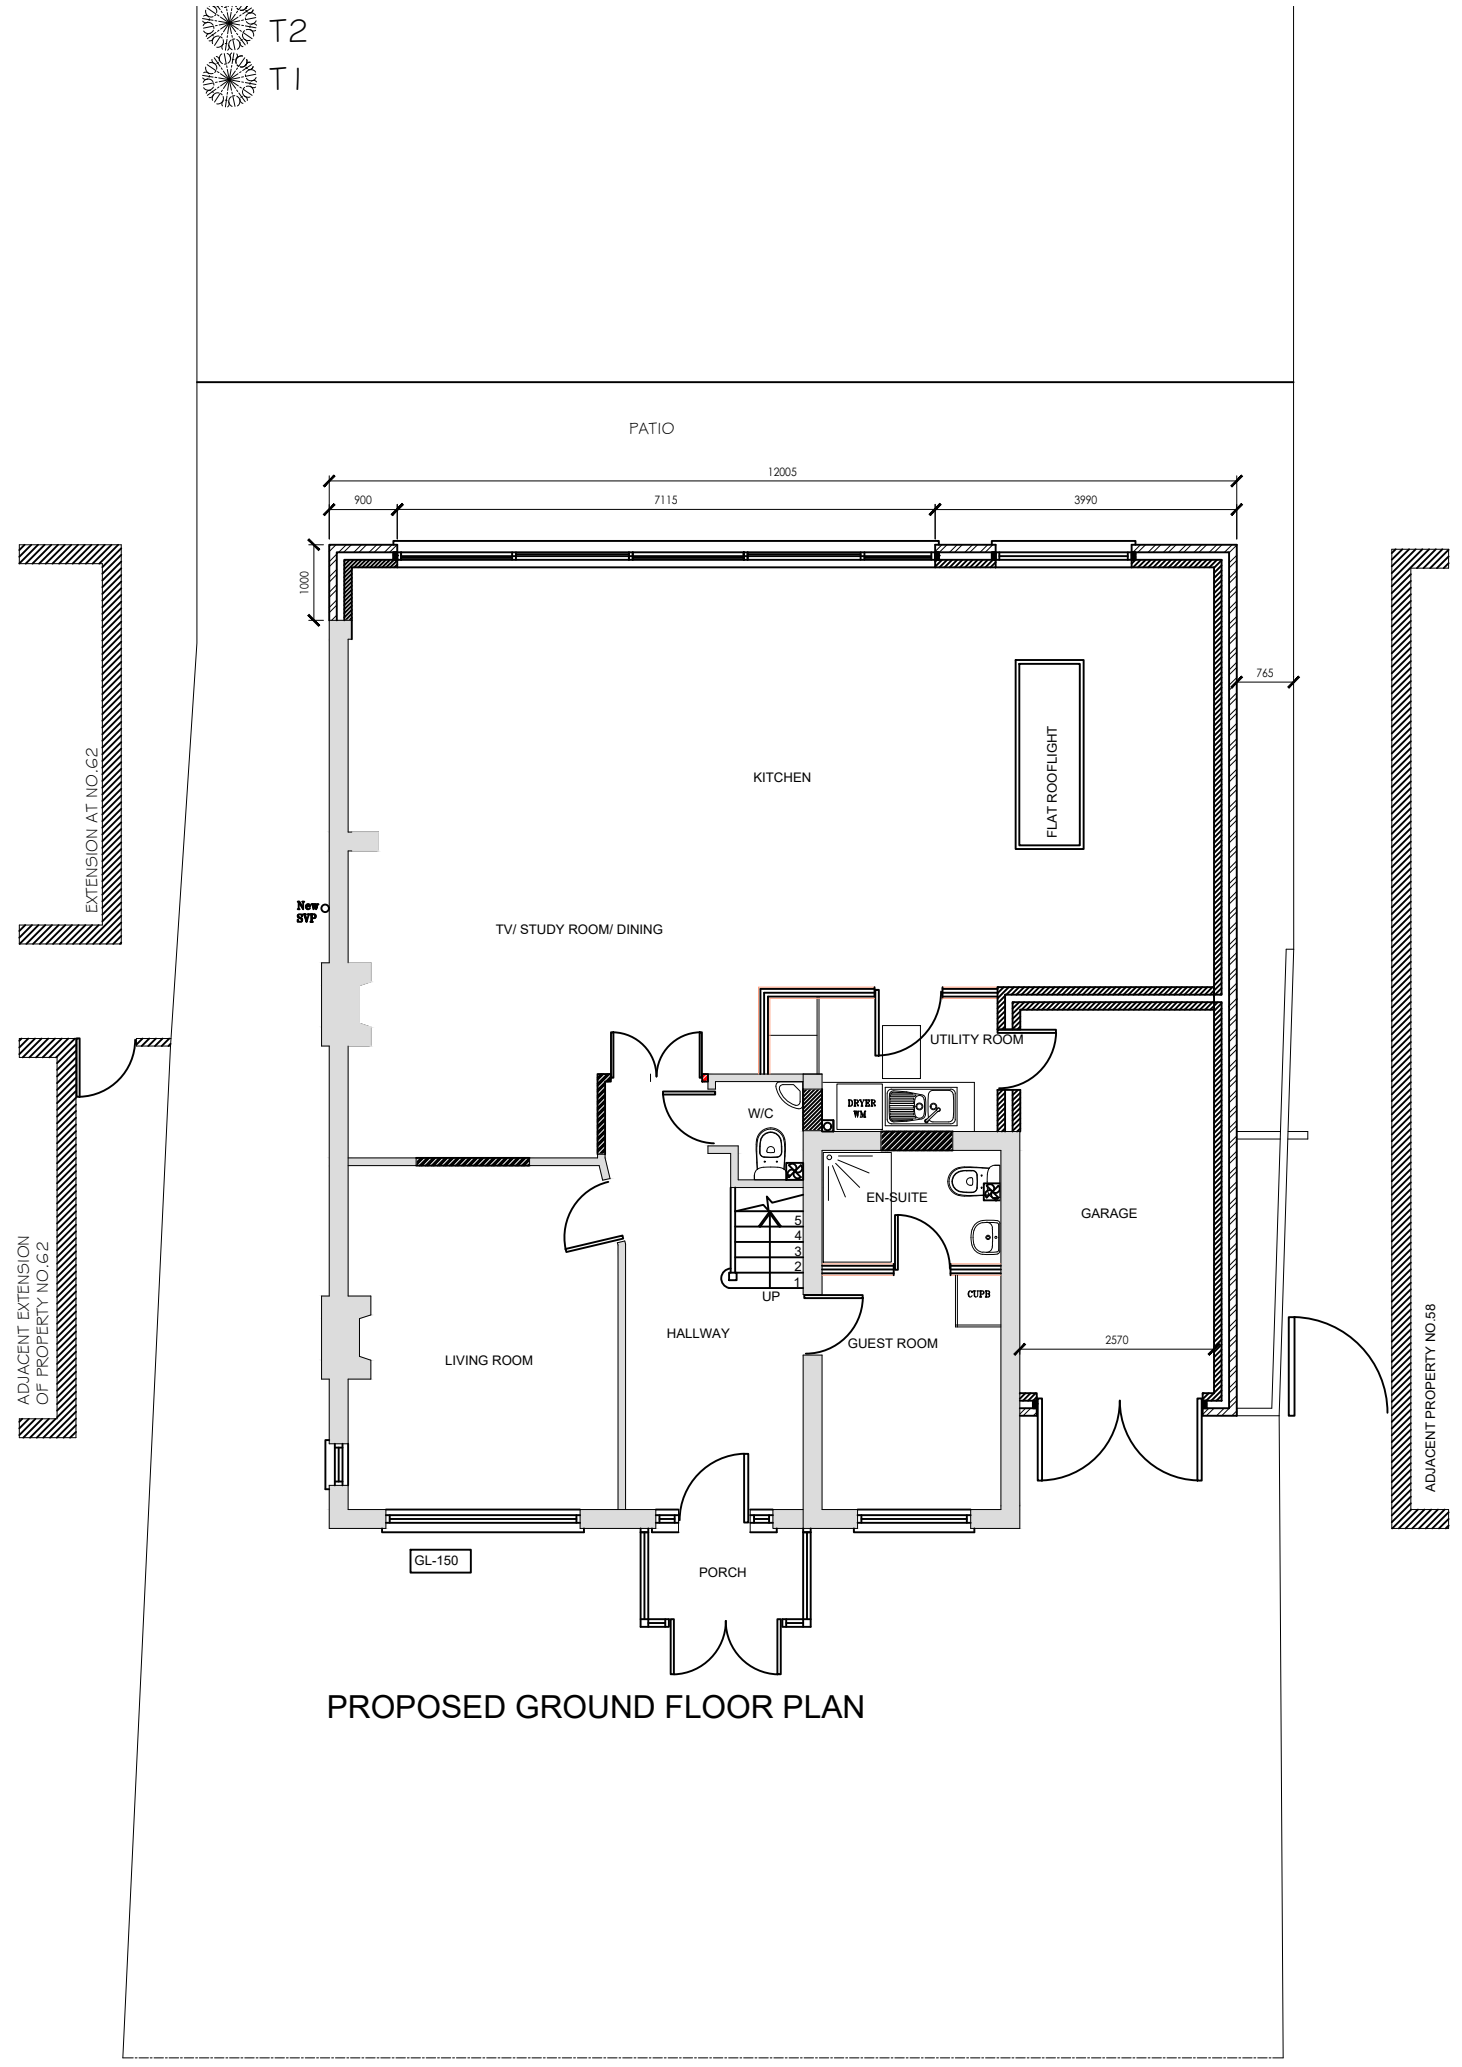 T2
T1
PATIO
12005
900
7115
3990
1000
765
EXTENSION AT NO.62
KITCHEN
FLAT ROOFLIGHT
New
SVP
TV/ STUDY ROOM/ DINING
UTILITY ROOM
DRYER
WM
W/C
EN-SUITE
GARAGE
5
4
3
2
1
UP
CUPB
ADJACENT EXTENSION
OF PROPERTY NO.62
HALLWAY
GUEST ROOM
2570
LIVING ROOM
ADJACENT PROPERTY NO.58
GL-150
PORCH
PROPOSED GROUND FLOOR PLAN